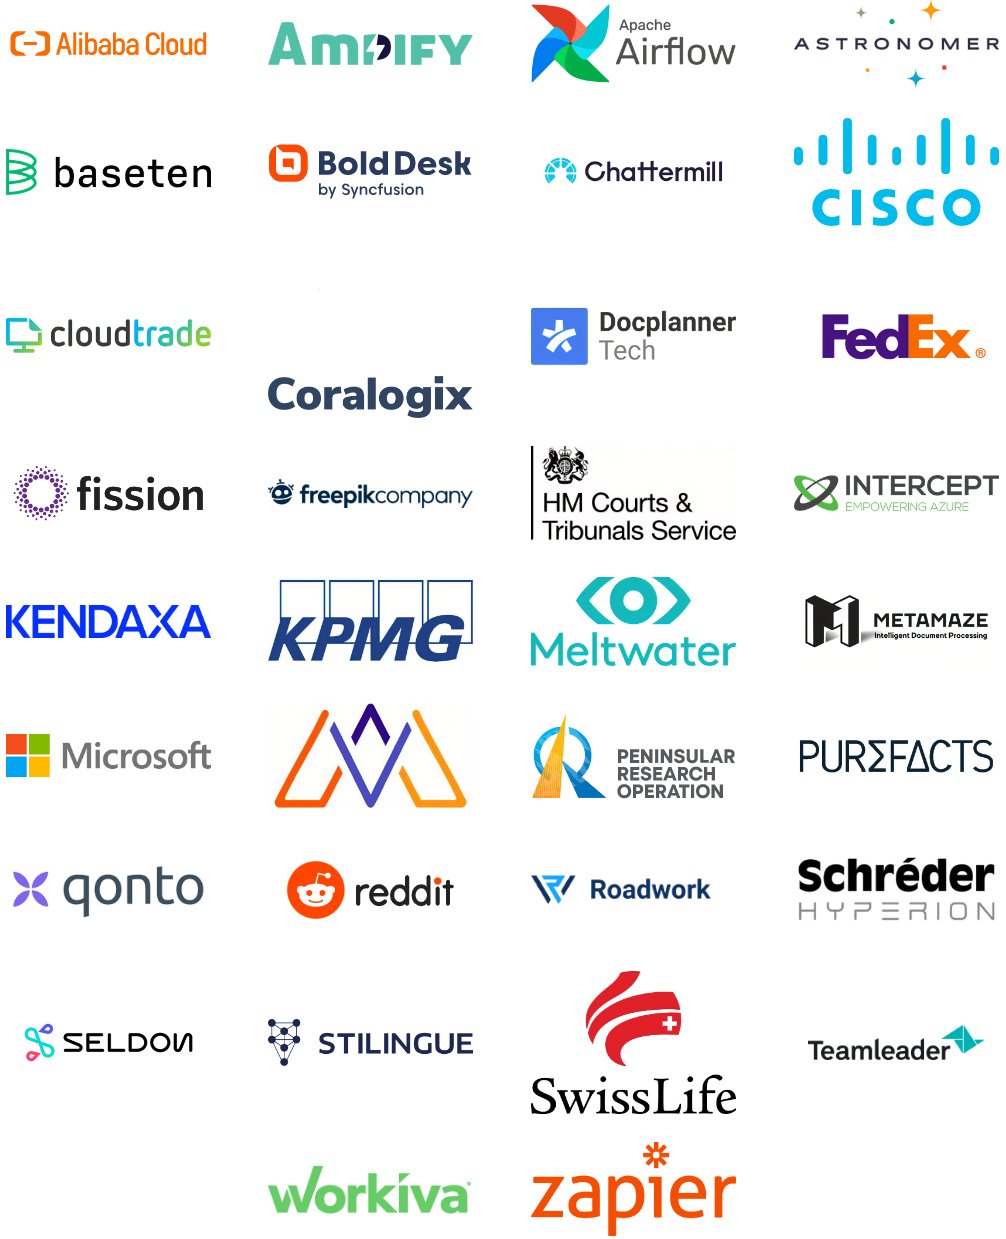 Alibaba Cloud
AMPIFY
Apache
Airflow
ASTRONOMER
baseten
BoldDesk
by Syncfusion
Chattermill
CISCO
cloudtrade
Coralogix
Docplanner
Tech
FedEx®
fission
freepikcompany
HM Courts &
Tribunals Service
INTERCEPT
EMPOWERING AZURE
KENDAXA
KPMG
Meltwater
METAMAZE
Intelligent Document Processing
Microsoft
PENINSULAR
RESEARCH
OPERATION
PURΣFΔCTS
qonto
reddit
Roadwork
Schréder
HYPERION
SELDON
STILINGUE
SwissLife
Teamleader
workiva
zapier